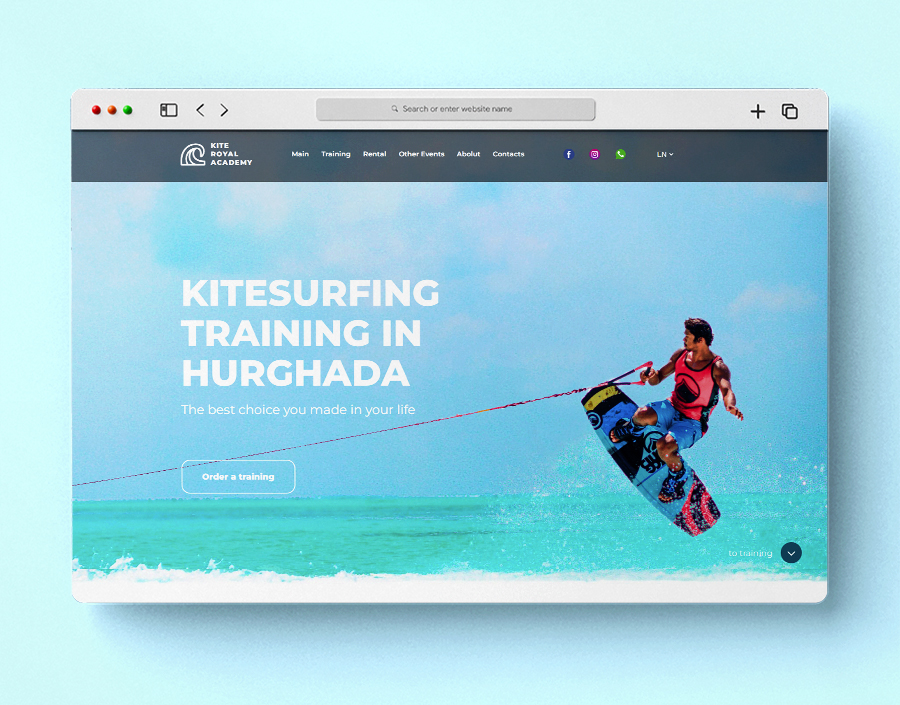 Search or enter website name
KITE
ROYAL
ACADEMY
Main Training Rental Other Events Abolut Contacts LN
KITESURFING
TRAINING IN
HURGHADA
The best choice you made in your life
Order a training
to training